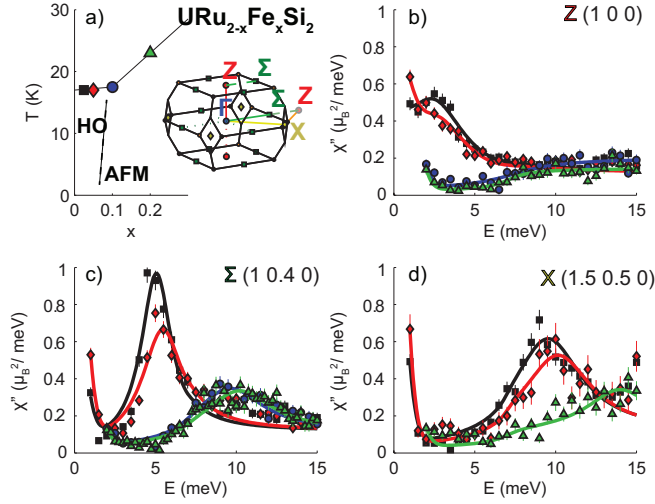 a)
URu2-xFexSi2
30
20
10
0
T (K)
0
0.1
0.2
x
HO
AFM
Z
Σ
Γ
Σ
Z
X
b)
Z (1 0 0)
1
0.8
0.6
0.4
0.2
0
χ" (μB²/ meV)
0
5
10
15
E (meV)
c)
Σ (1 0.4 0)
1
0.8
0.6
0.4
0.2
0
χ" (μB²/ meV)
0
5
10
15
E (meV)
d)
X (1.5 0.5 0)
1
0.8
0.6
0.4
0.2
0
χ" (μB²/ meV)
0
5
10
15
E (meV)